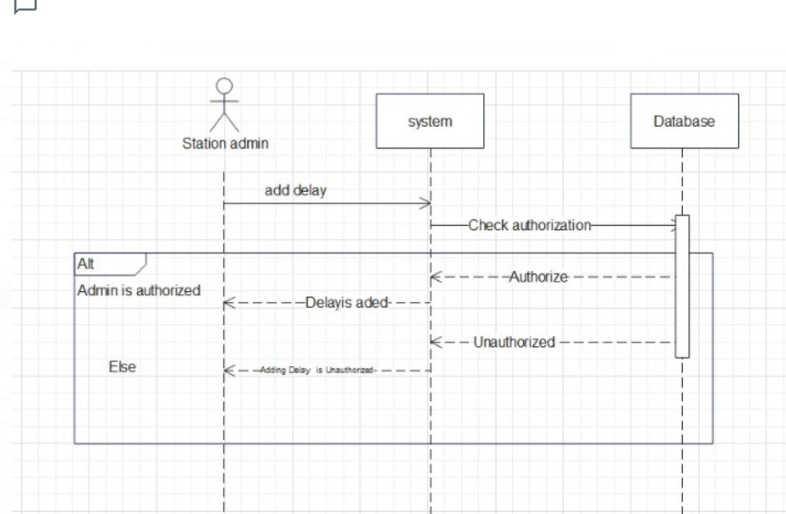 Station admin
system
Database
add delay
Check authorization
Alt
Admin is authorized
Authorize
Delayis aded
Unauthorized
Else
Adding Delay is Unauthorized